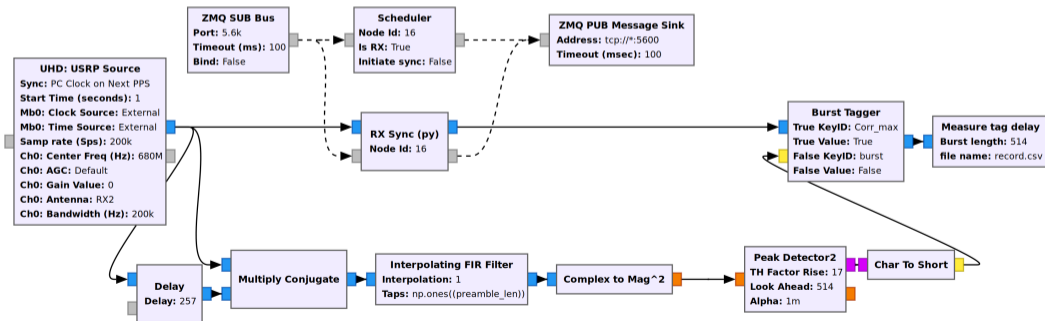 ZMQ SUB Bus
Port: 5.6k
Timeout (ms): 100
Bind: False
Scheduler
Node Id: 16
Is RX: True
Initiate sync: False
ZMQ PUB Message Sink
Address: tcp://*:5600
Timeout (msec): 100
UHD: USRP Source
Sync: PC Clock on Next PPS
Start Time (seconds): 1
Mb0: Clock Source: External
Mb0: Time Source: External
Samp rate (Sps): 200k
Ch0: Center Freq (Hz): 680M
Ch0: AGC: Default
Ch0: Gain Value: 0
Ch0: Antenna: RX2
Ch0: Bandwidth (Hz): 200k
RX Sync (py)
Node Id: 16
Burst Tagger
True KeyID: Corr_max
True Value: True
False KeyID: burst
False Value: False
Measure tag delay
Burst length: 514
file name: record.csv
Delay
Delay: 257
Multiply Conjugate
Interpolating FIR Filter
Interpolation: 1
Taps: np.ones((preamble_len))
Complex to Mag^2
Peak Detector2
TH Factor Rise: 17
Look Ahead: 514
Alpha: 1m
Char To Short